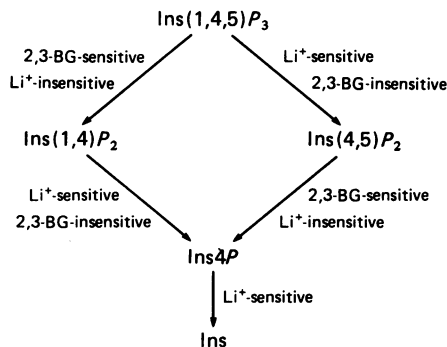 Ins(1,4,5)P3
2,3-BG-sensitive
Li+-insensitive
Li+-sensitive
2,3-BG-insensitive
Ins(1,4)P2
Ins(4,5)P2
Li+-sensitive
2,3-BG-insensitive
2,3-BG-sensitive
Li+-insensitive
Ins4P
Li+-sensitive
Ins